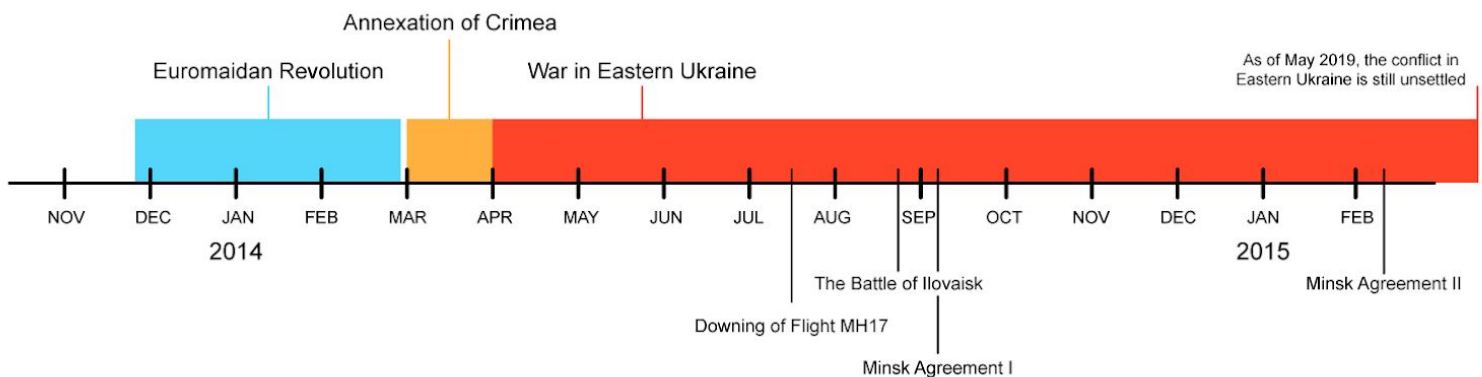 Annexation of Crimea
Euromaidan Revolution
War in Eastern Ukraine
As of May 2019, the conflict in
Eastern Ukraine is still unsettled
NOV DEC JAN FEB MAR APR MAY JUN JUL AUG SEP OCT NOV DEC JAN FEB
2014 2015
The Battle of Ilovaisk
Minsk Agreement II
Downing of Flight MH17
Minsk Agreement I